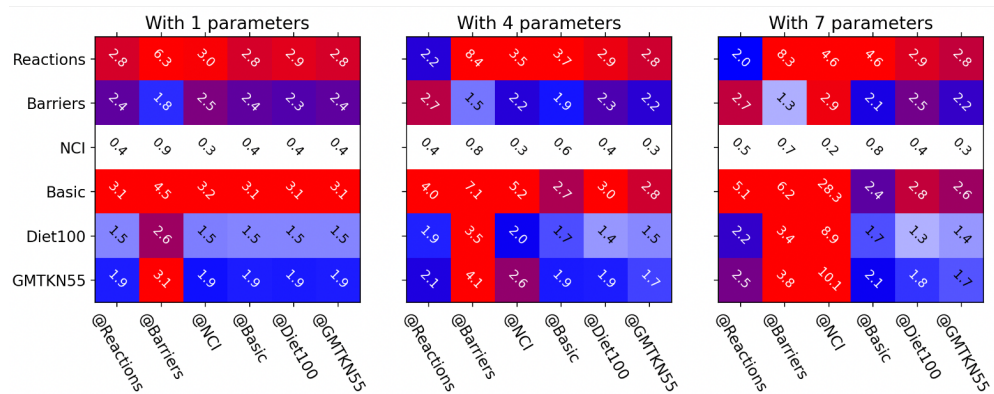 With 1 parameters With 4 parameters With 7 parameters
Reactions 2.8 6.3 3.0 2.8 2.9 2.8 2.2 8.4 3.5 3.7 2.9 2.8 2.0 8.3 4.6 4.6 2.9 2.8
Barriers 2.4 1.8 2.5 2.4 2.3 2.4 2.7 1.5 2.2 1.9 2.3 2.2 2.7 1.3 2.9 2.1 2.5 2.2
NCI 0.4 0.9 0.3 0.4 0.4 0.4 0.4 0.8 0.3 0.6 0.4 0.3 0.5 0.7 0.2 0.8 0.4 0.3
Basic 3.1 4.5 3.2 3.1 3.1 3.1 4.0 7.1 5.2 2.7 3.0 2.8 5.1 6.2 28.3 2.4 2.8 2.6
Diet100 1.5 2.6 1.5 1.5 1.5 1.5 1.9 3.5 2.0 1.7 1.4 1.5 2.2 3.4 8.9 1.7 1.3 1.4
GMTKN55 1.9 3.1 1.9 1.9 1.9 1.9 2.1 4.1 2.6 1.9 1.9 1.7 2.5 3.8 10.1 2.1 1.8 1.7
@Reactions @Barriers @NCI @Basic @Diet100 @GMTKN55 @Reactions @Barriers @NCI @Basic @Diet100 @GMTKN55 @Reactions @Barriers @NCI @Basic @Diet100 @GMTKN55